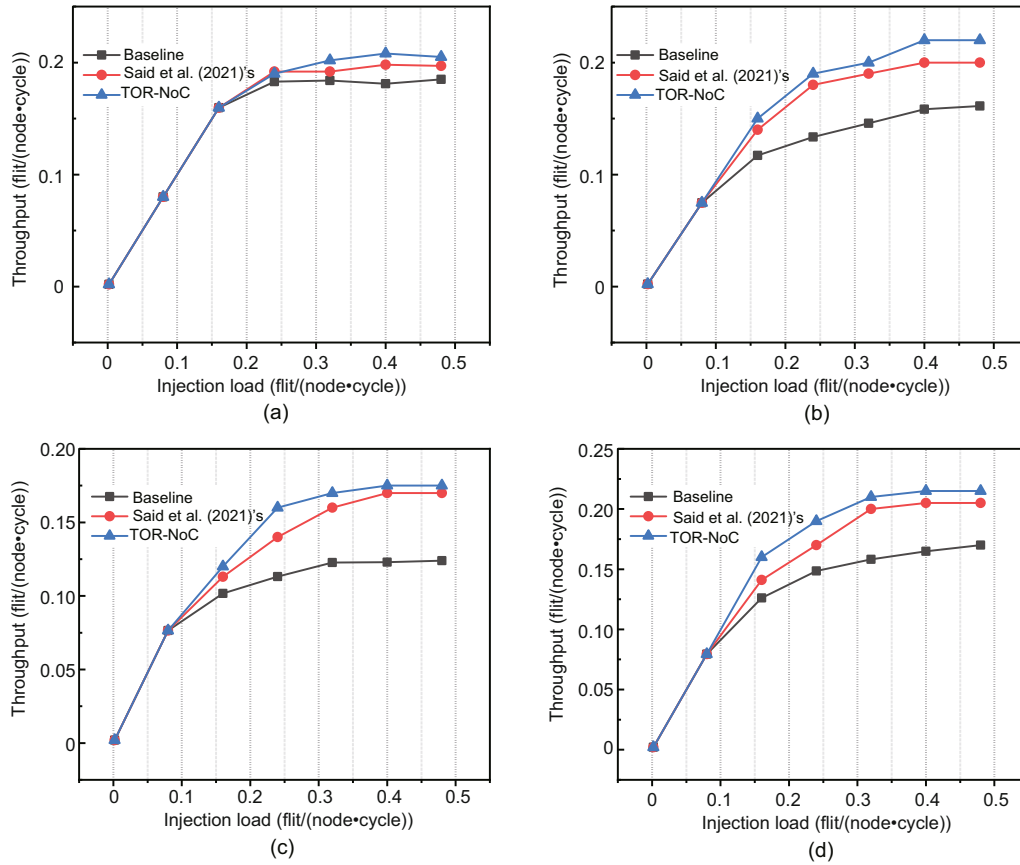 0.2
0.1
0
Throughput (flit/(node•cycle))
Baseline
Said et al. (2021)'s
TOR-NoC
0 0.1 0.2 0.3 0.4 0.5
Injection load (flit/(node•cycle))
(a)
0.2
0.1
0
Throughput (flit/(node•cycle))
Baseline
Said et al. (2021)'s
TOR-NoC
0 0.1 0.2 0.3 0.4 0.5
Injection load (flit/(node•cycle))
(b)
0.20
0.15
0.10
0.05
0
Throughput (flit/(node•cycle))
Baseline
Said et al. (2021)'s
TOR-NoC
0 0.1 0.2 0.3 0.4 0.5
Injection load (flit/(node•cycle))
(c)
0.25
0.20
0.15
0.10
0.05
0
Throughput (flit/(node•cycle))
Baseline
Said et al. (2021)'s
TOR-NoC
0 0.1 0.2 0.3 0.4 0.5
Injection load (flit/(node•cycle))
(d)